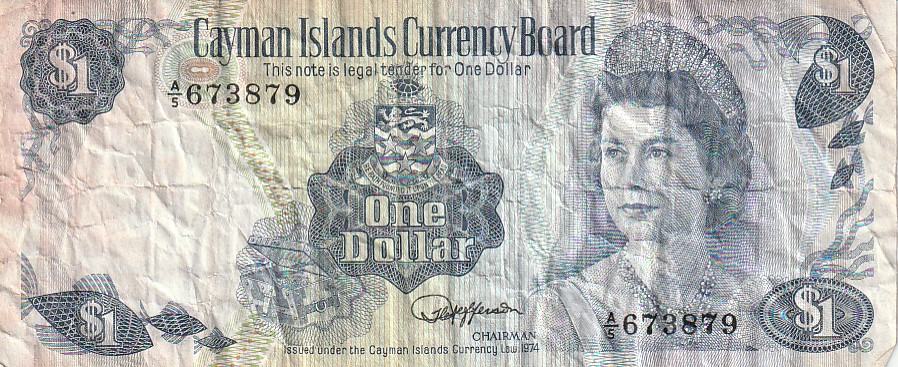 Cayman Islands Currency Board
This note is legal tender for One Dollar
$1
$1
A/5 673879
One
Dollar
$1
CHAIRMAN
A/5 673879
$1
Issued under the Cayman Islands Currency Law. 1974